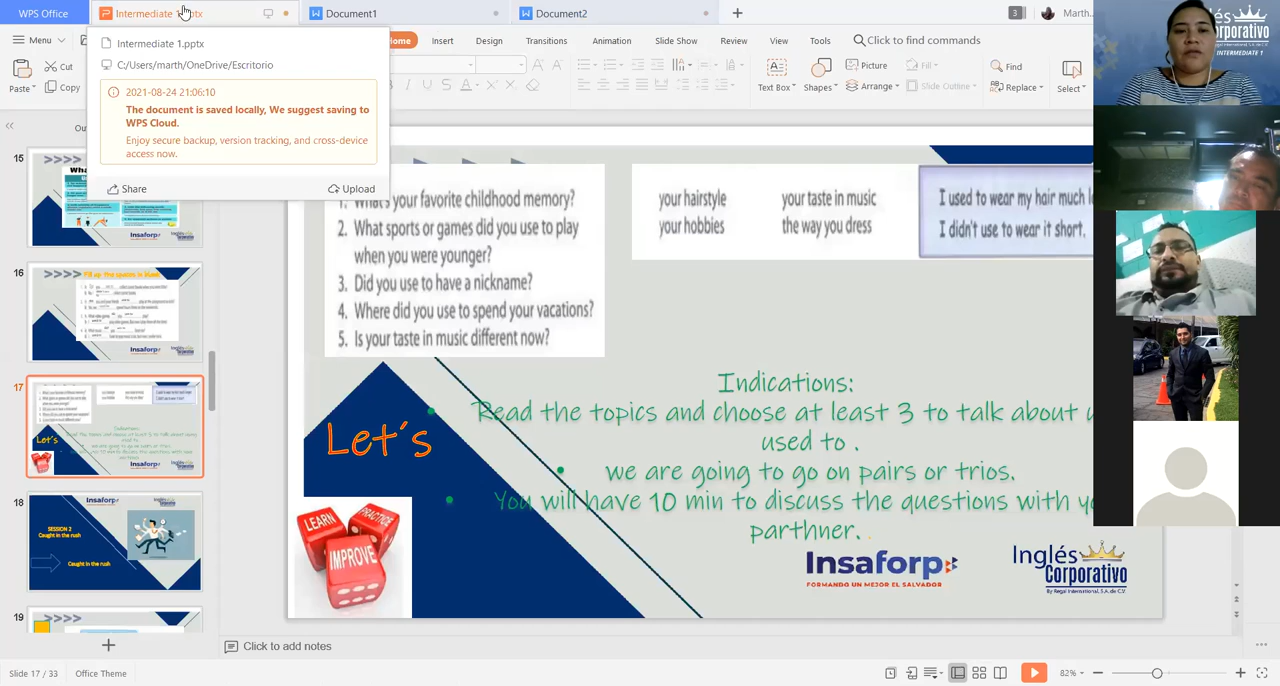 WPS Office
Intermediate 1.pptx
Document1
Document2
3
Marth...
Menu
Home
Insert
Design
Transitions
Animation
Slide Show
Review
View
Tools
Click to find commands
Paste
Cut
Copy
Text Box
Shapes
Picture
Arrange
Fill
Slide Outline
Find
Replace
Select
Intermediate 1.pptx
C:/Users/marth/OneDrive/Escritorio
2021-08-24 21:06:10
The document is saved locally, We suggest saving to
WPS Cloud.
Enjoy secure backup, version tracking, and cross-device
access now.
Share
Upload
15
16
Fill up the spaces in blank
17
18
SESSION 2
Caught in the rush
Caught in the rush
19
1. What's your favorite childhood memory?
2. What sports or games did you use to play
when you were younger?
3. Did you use to have a nickname?
4. Where did you use to spend your vacations?
5. Is your taste in music different now?
your hairstyle
your taste in music
your hobbies
the way you dress
I used to wear my hair much
I didn't use to wear it short.
Let´s
LEARN
PRACTICE
IMPROVE
Indications:
Read the topics and choose at least 3 to talk about
used to .
we are going to go on pairs or trios.
You will have 10 min to discuss the questions with
parthner.
Insaforp
FORMANDO UN MEJOR EL SALVADOR
Inglés
Corporativo
By Regal International, S.A. de C.V.
Inglés
Corporativo
INTERMEDIATE 1
Click to add notes
Slide 17 / 33
Office Theme
82%